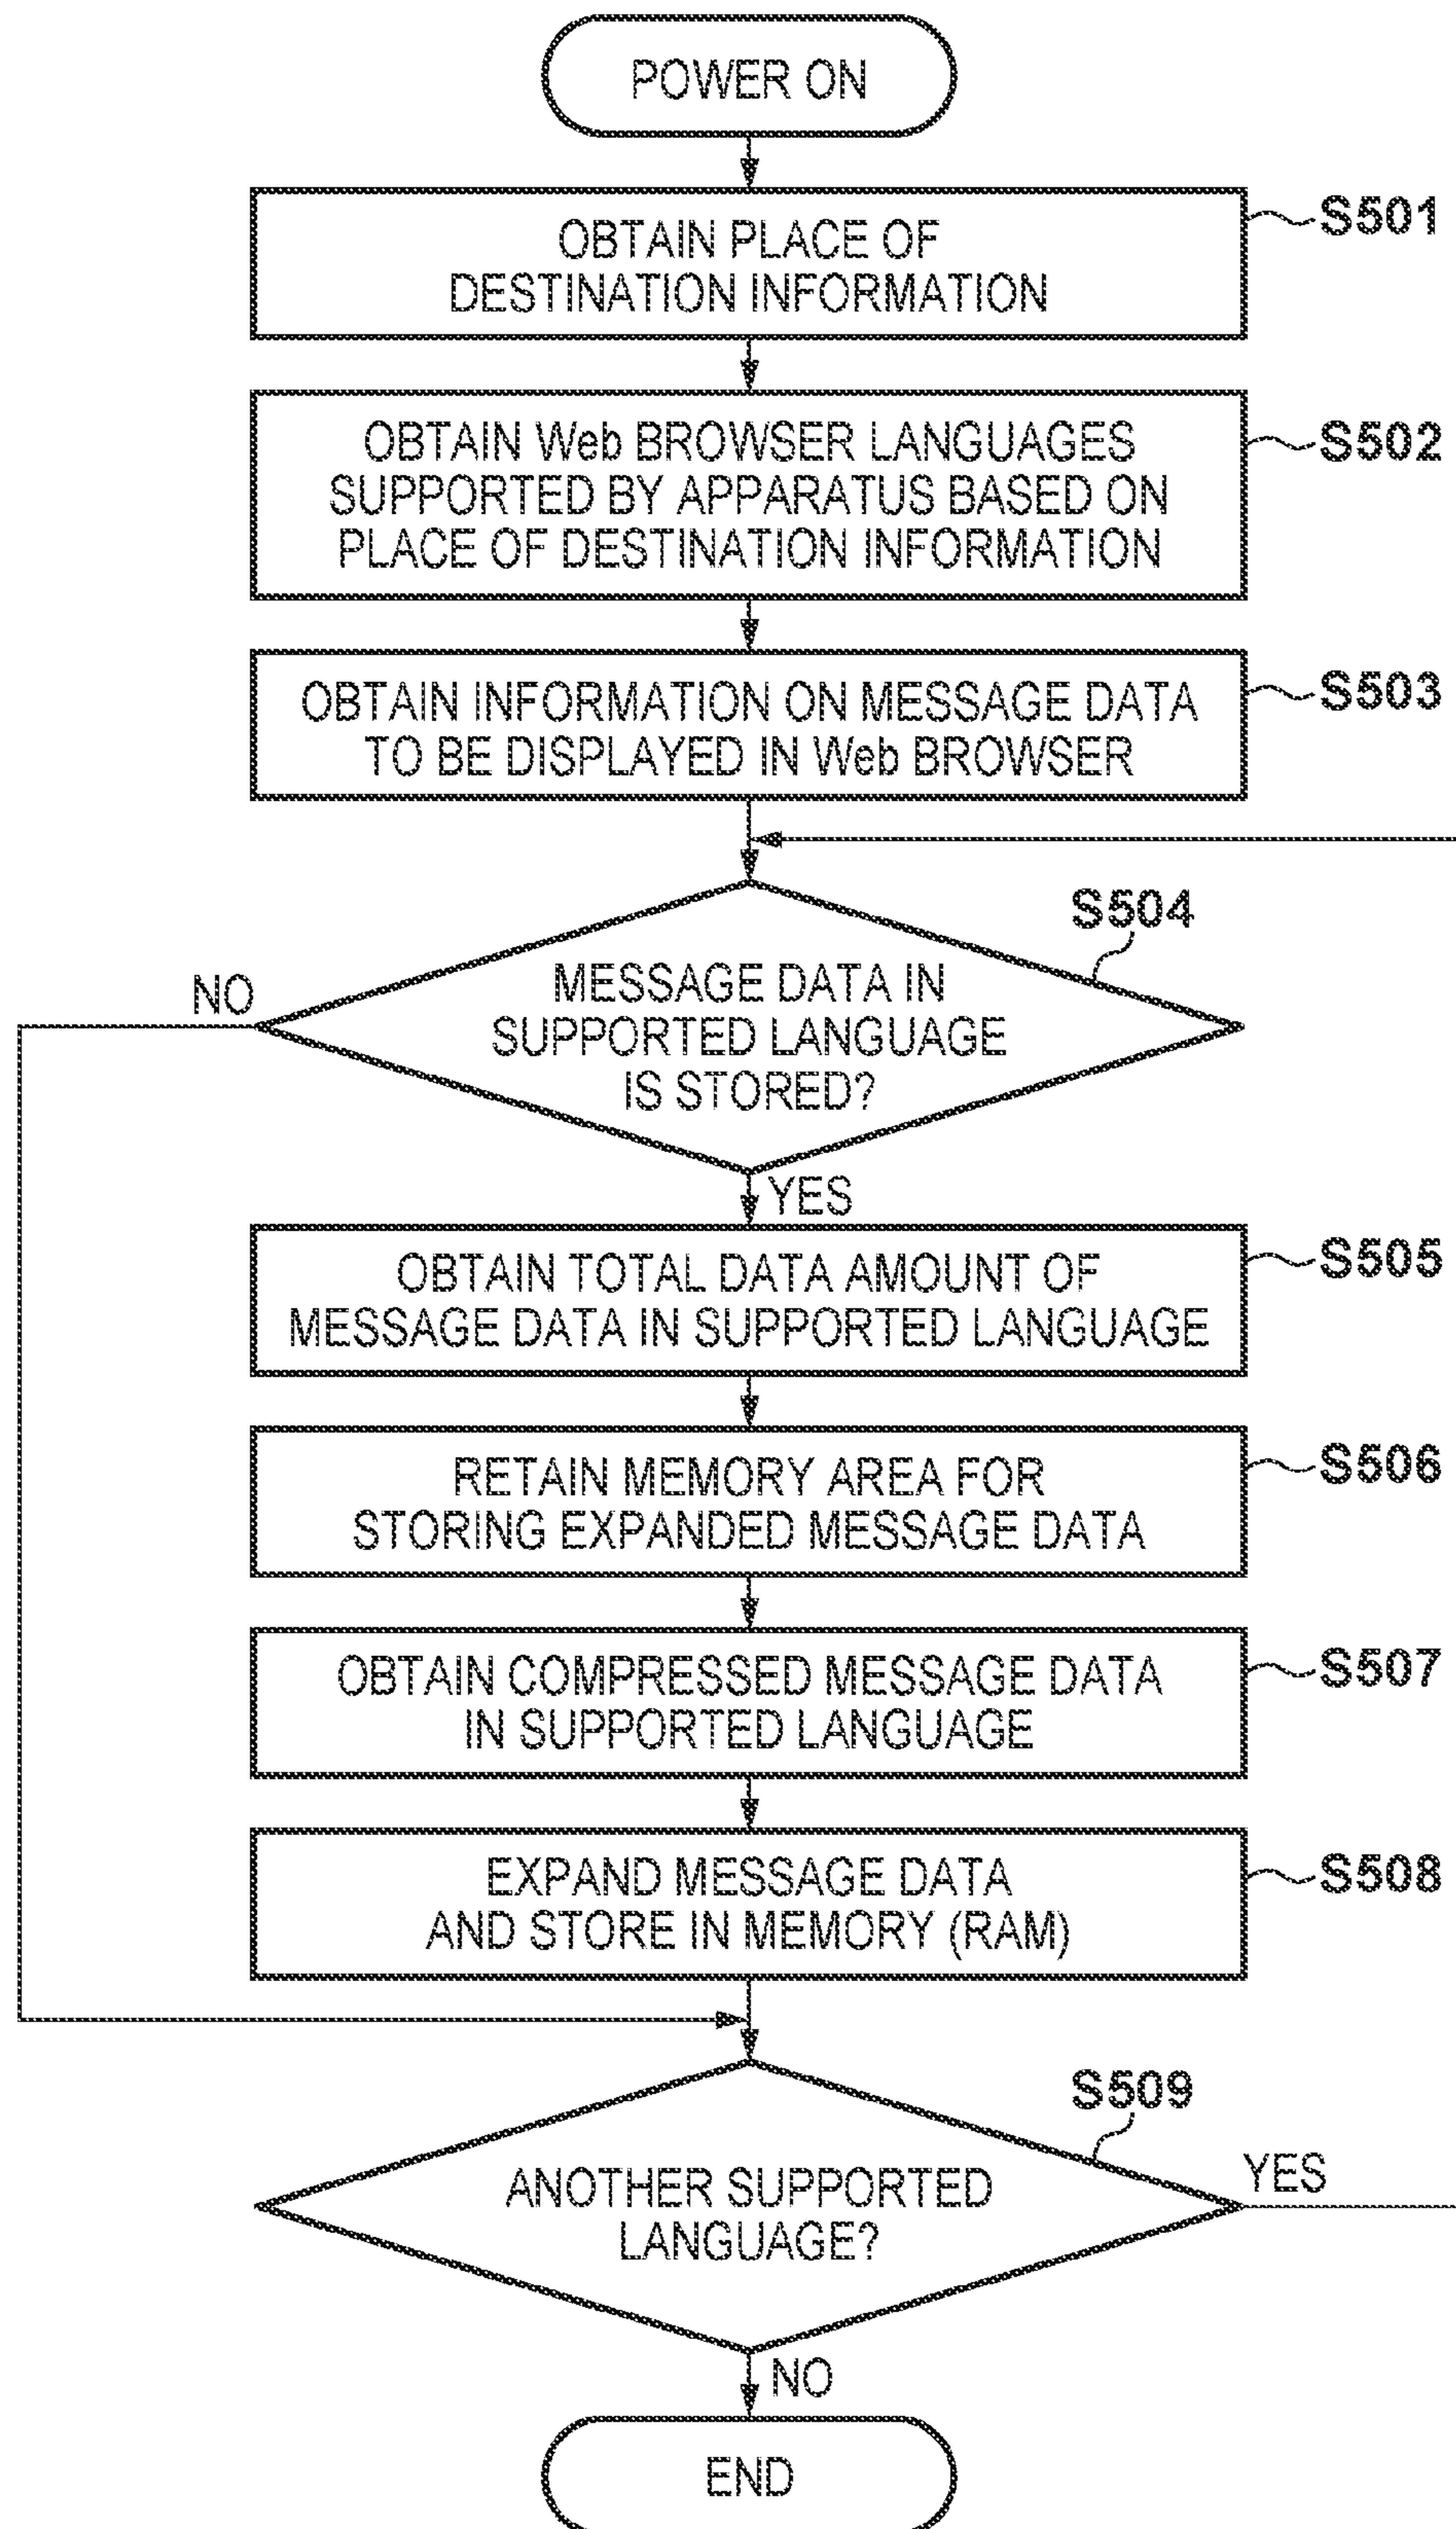 POWER ON
OBTAIN PLACE OF
DESTINATION INFORMATION
S501
OBTAIN Web BROWSER LANGUAGES
SUPPORTED BY APPARATUS BASED ON
PLACE OF DESTINATION INFORMATION
S502
OBTAIN INFORMATION ON MESSAGE DATA
TO BE DISPLAYED IN Web BROWSER
S503
S504
NO
MESSAGE DATA IN
SUPPORTED LANGUAGE
IS STORED?
YES
OBTAIN TOTAL DATA AMOUNT OF
MESSAGE DATA IN SUPPORTED LANGUAGE
S505
RETAIN MEMORY AREA FOR
STORING EXPANDED MESSAGE DATA
S506
OBTAIN COMPRESSED MESSAGE DATA
IN SUPPORTED LANGUAGE
S507
EXPAND MESSAGE DATA
AND STORE IN MEMORY (RAM)
S508
S509
ANOTHER SUPPORTED
LANGUAGE?
YES
NO
END